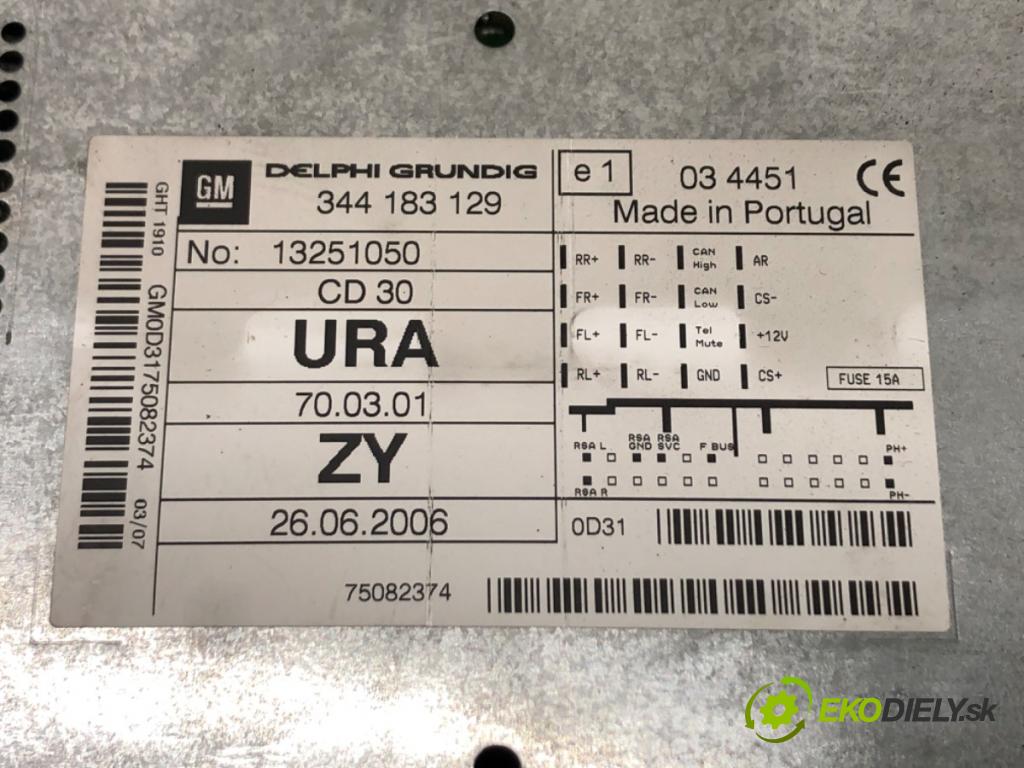 GM
DELPHI GRUNDIG
344 183 129
e 1
03 4451
CE
Made in Portugal
GHT 1910
GM0D3175082374 03/07
No: 13251050
CD 30
URA
70.03.01
ZY
26.06.2006
RR+ RR- CAN High AR
FR+ FR- CAN Low CS-
FL+ FL- Tel Mute +12V
RL+ RL- GND CS+
FUSE 15A
RSA L RSA GND RSA SVC F BUS PH+
RSA R PH-
0D31
75082374
EKODIELY.sk